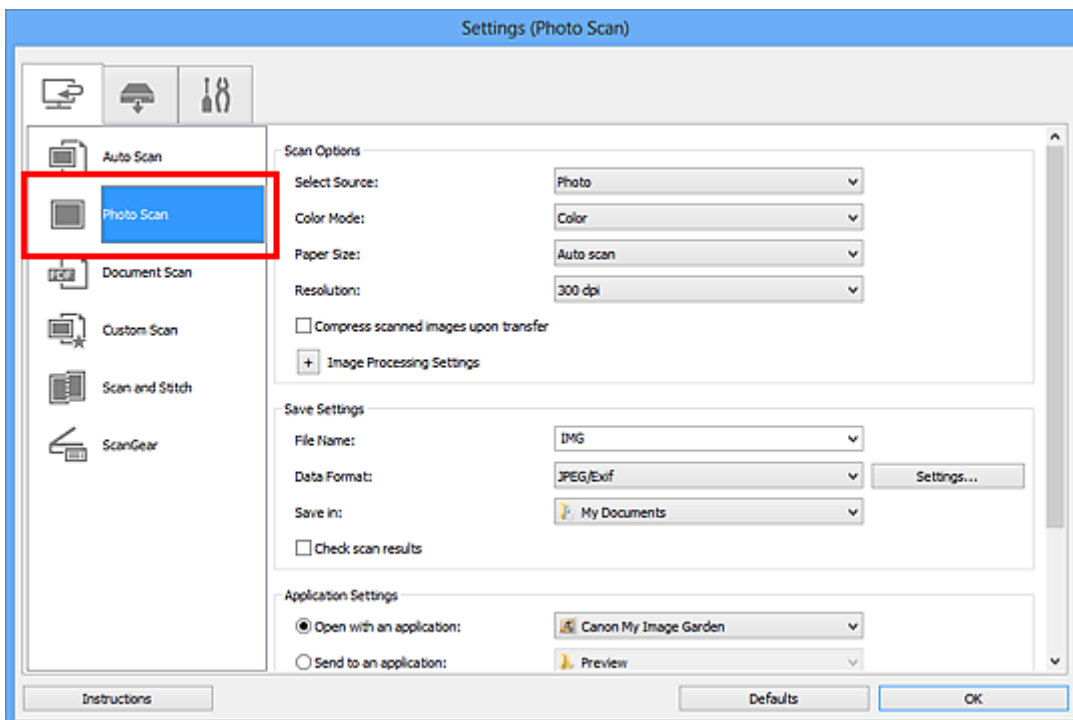 Settings (Photo Scan)
Auto Scan
Photo Scan
Document Scan
Custom Scan
Scan and Stitch
ScanGear
Scan Options
Select Source: Photo
Color Mode: Color
Paper Size: Auto scan
Resolution: 300 dpi
Compress scanned images upon transfer
+ Image Processing Settings
Save Settings
File Name: IMG
Data Format: JPEG/Exif Settings...
Save in: My Documents
Check scan results
Application Settings
Open with an application: Canon My Image Garden
Send to an application: Preview
Instructions Defaults OK